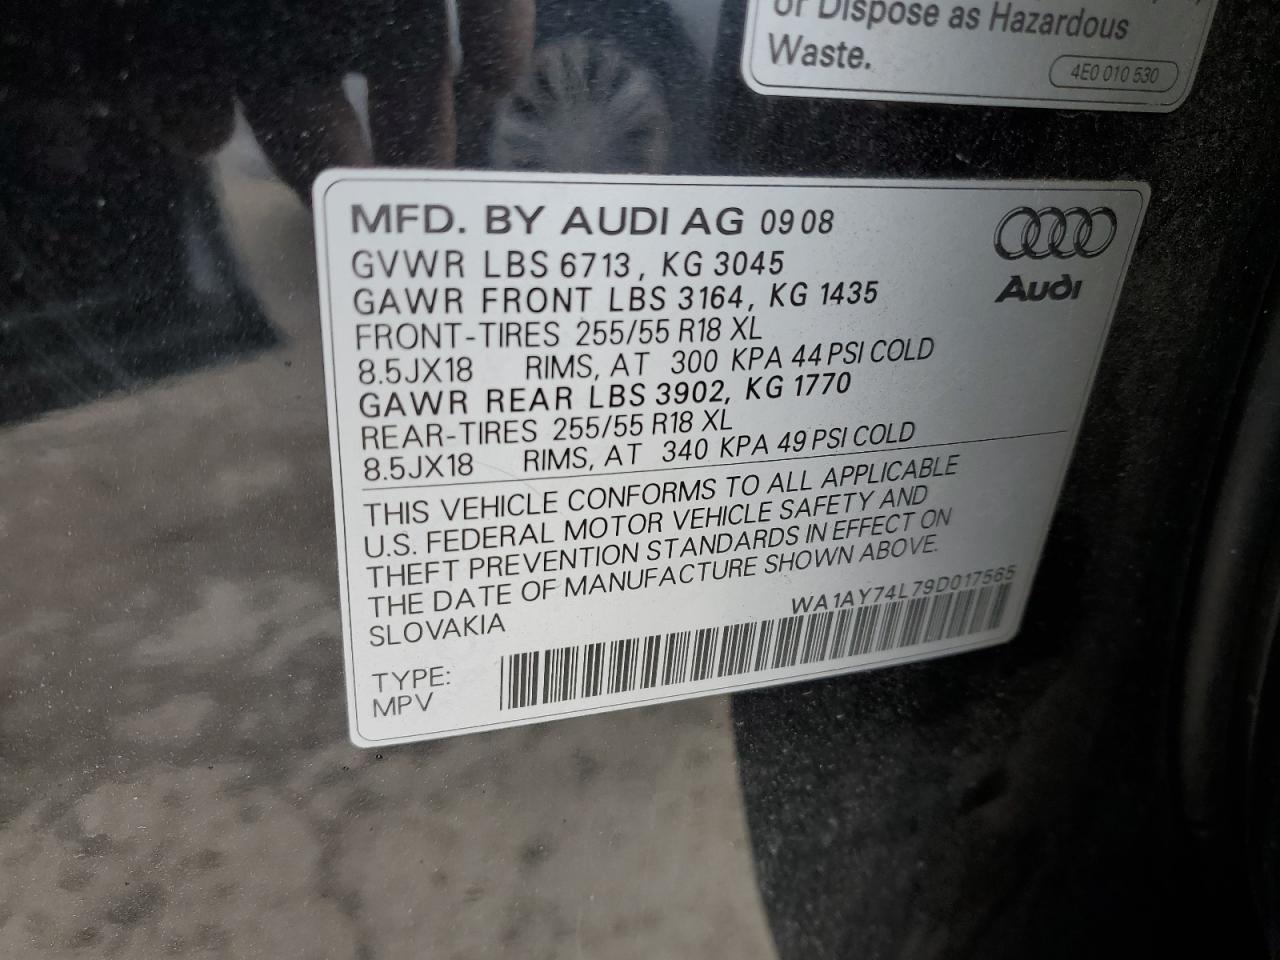 or Dispose as Hazardous
Waste.
4E0 010 530
MFD. BY AUDI AG 09 08
GVWR LBS 6713, KG 3045
GAWR FRONT LBS 3164, KG 1435
FRONT-TIRES 255/55 R18 XL
8.5JX18 RIMS, AT 300 KPA 44 PSI COLD
GAWR REAR LBS 3902, KG 1770
REAR-TIRES 255/55 R18 XL
8.5JX18 RIMS, AT 340 KPA 49 PSI COLD
Audi
THIS VEHICLE CONFORMS TO ALL APPLICABLE
U.S. FEDERAL MOTOR VEHICLE SAFETY AND
THEFT PREVENTION STANDARDS IN EFFECT ON
THE DATE OF MANUFACTURE SHOWN ABOVE.
SLOVAKIA
WA1AY74L79D017565
TYPE:
MPV